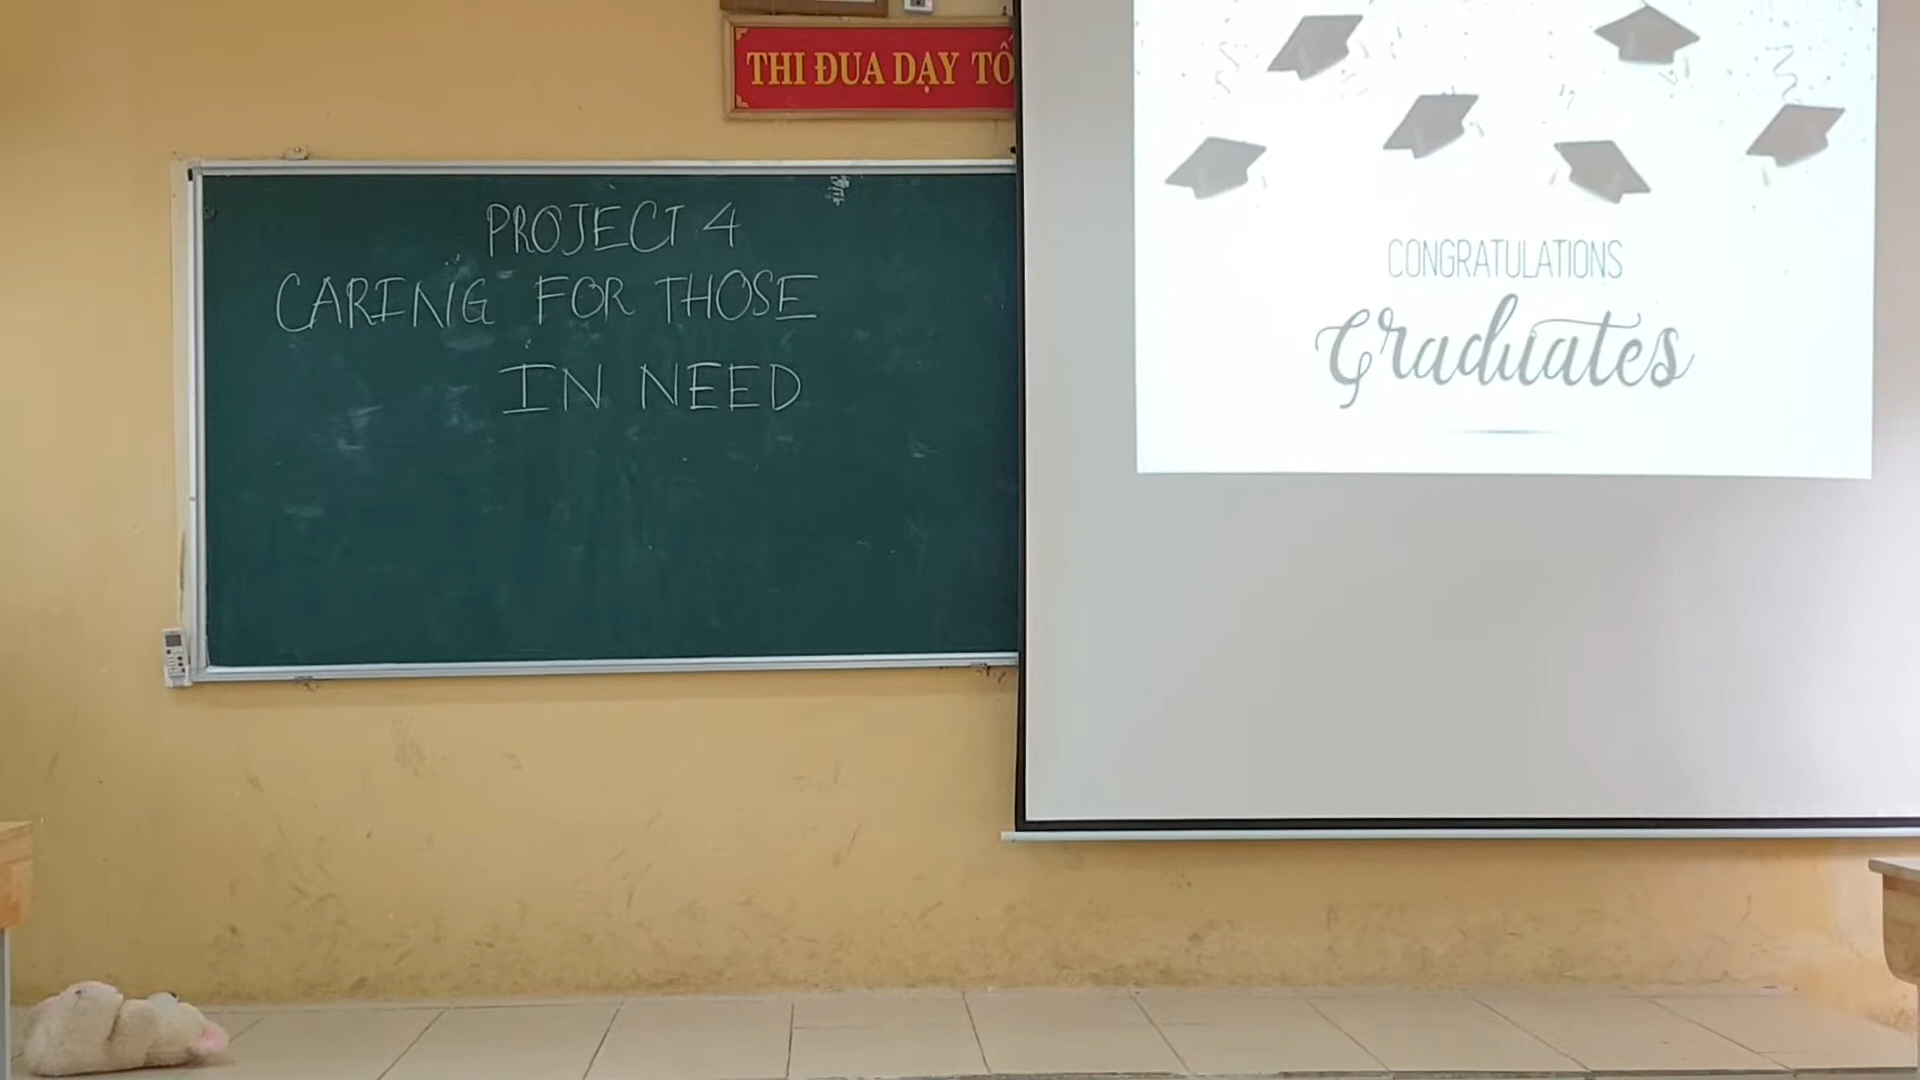 THI ĐUA DẠY TỐ
PROJECT 4
CARING FOR THOSE
IN NEED
CONGRATULATIONS
Graduates